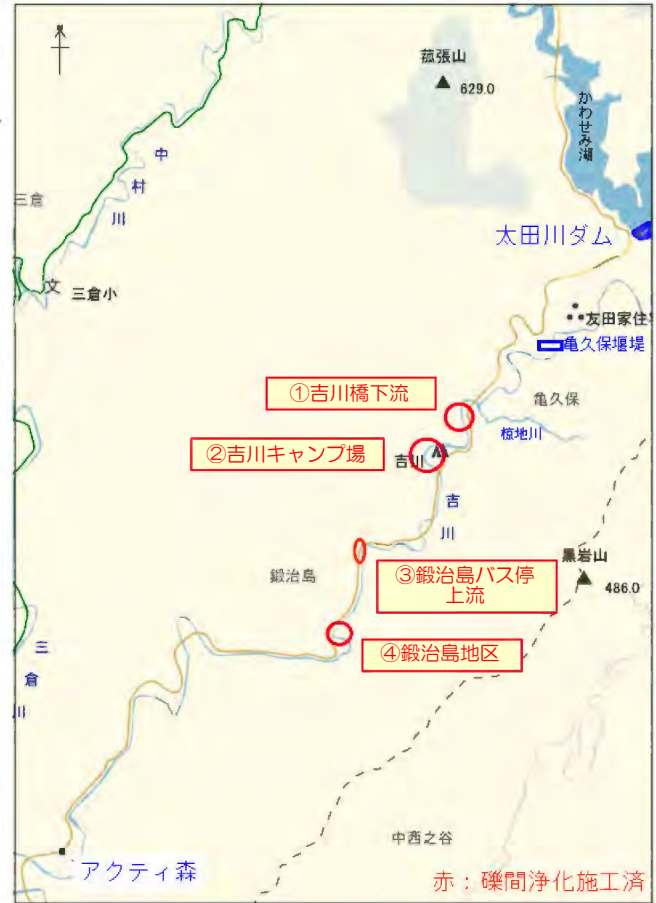 菰張山
629.0
かわせみ湖
中村川
三倉
太田川ダム
文
三倉小
友田家住宅
亀久保堰堤
①吉川橋下流
亀久保
椋地川
②吉川キャンプ場
吉川
吉川
黒岩山
486.0
鍛治島
③鍛治島バス停
上流
④鍛治島地区
三倉川
中西之谷
アクティ森
赤：礫間浄化施工済